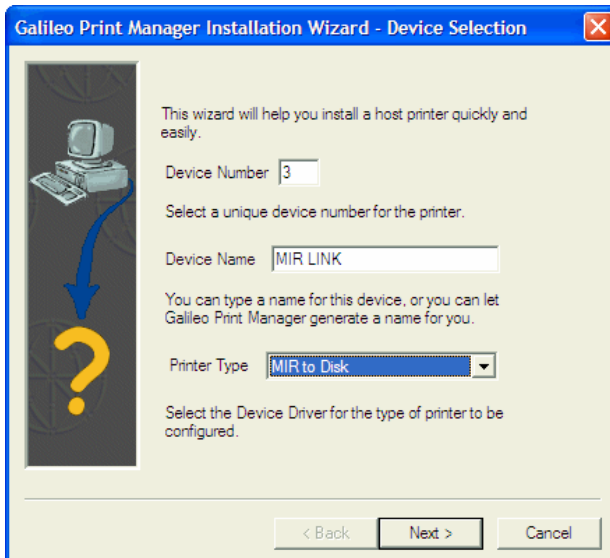 Galileo Print Manager Installation Wizard - Device Selection
This wizard will help you install a host printer quickly and
easily.
Device Number 3
Select a unique device number for the printer.
Device Name MIR LINK
You can type a name for this device, or you can let
Galileo Print Manager generate a name for you.
Printer Type MIR to Disk
Select the Device Driver for the type of printer to be
configured.
< Back Next > Cancel